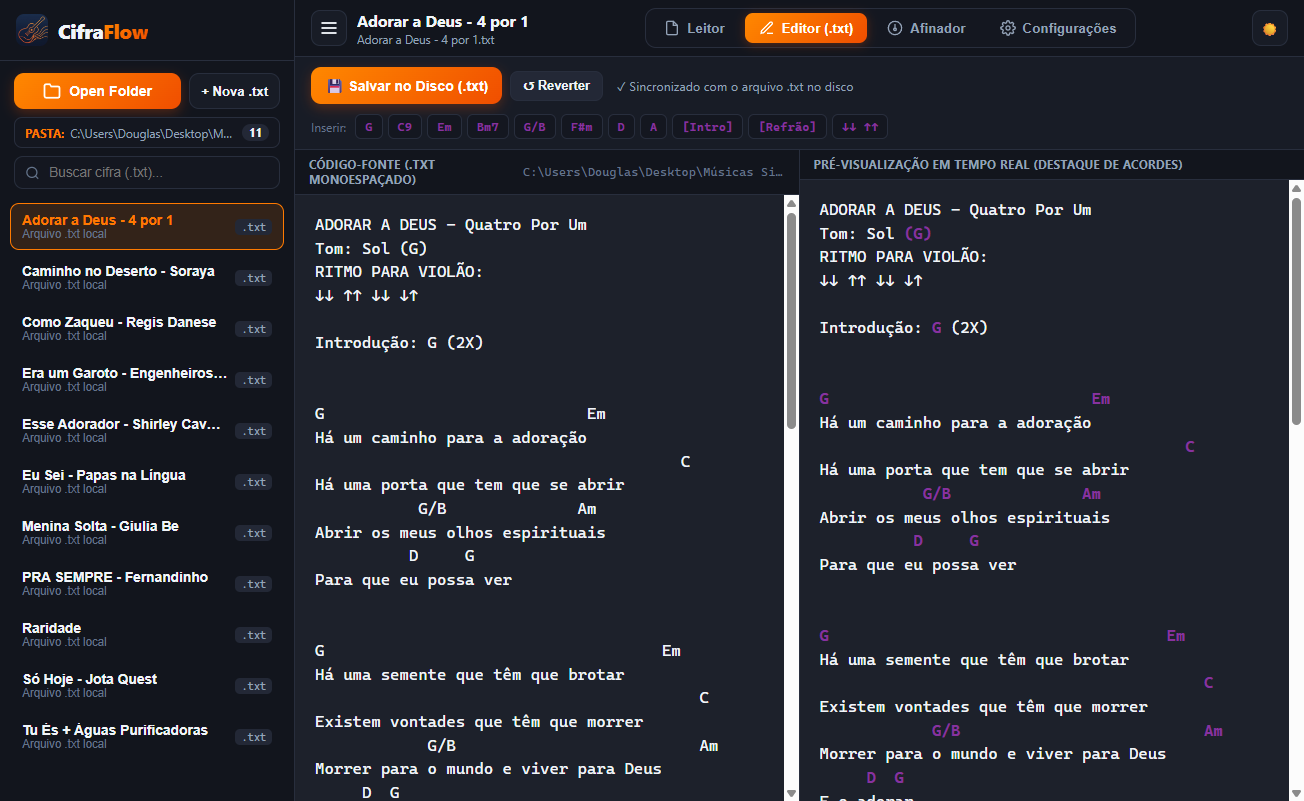 CifraFlow
Open Folder
+ Nova .txt
PASTA: C:\Users\Douglas\Desktop\M... 11
Buscar cifra (.txt)...
Adorar a Deus - 4 por 1
Arquivo .txt local
.txt
Caminho no Deserto - Soraya
Arquivo .txt local
.txt
Como Zaqueu - Regis Danese
Arquivo .txt local
.txt
Era um Garoto - Engenheiros...
Arquivo .txt local
.txt
Esse Adorador - Shirley Cav...
Arquivo .txt local
.txt
Eu Sei - Papas na Língua
Arquivo .txt local
.txt
Menina Solta - Giulia Be
Arquivo .txt local
.txt
PRA SEMPRE - Fernandinho
Arquivo .txt local
.txt
Raridade
Arquivo .txt local
.txt
Só Hoje - Jota Quest
Arquivo .txt local
.txt
Tu És + Águas Purificadoras
Arquivo .txt local
.txt
Adorar a Deus - 4 por 1
Adorar a Deus - 4 por 1.txt
Leitor
Editor (.txt)
Afinador
Configurações
Salvar no Disco (.txt)
↺ Reverter
✓ Sincronizado com o arquivo .txt no disco
Inserir: G C9 Em Bm7 G/B F#m D A [Intro] [Refrão] ↓↓ ↑↑
CÓDIGO-FONTE (.TXT
MONOESPAÇADO)
C:\Users\Douglas\Desktop\Músicas Si…
ADORAR A DEUS – Quatro Por Um
Tom: Sol (G)
RITMO PARA VIOLÃO:
↓↓ ↑↑ ↓↓ ↓↑
Introdução: G (2X)
G Em
Há um caminho para a adoração
C
Há uma porta que tem que se abrir
G/B Am
Abrir os meus olhos espirituais
D G
Para que eu possa ver
G Em
Há uma semente que têm que brotar
C
Existem vontades que têm que morrer
G/B Am
Morrer para o mundo e viver para Deus
D G
PRÉ-VISUALIZAÇÃO EM TEMPO REAL (DESTAQUE DE ACORDES)
ADORAR A DEUS – Quatro Por Um
Tom: Sol (G)
RITMO PARA VIOLÃO:
↓↓ ↑↑ ↓↓ ↓↑
Introdução: G (2X)
G Em
Há um caminho para a adoração
C
Há uma porta que tem que se abrir
G/B Am
Abrir os meus olhos espirituais
D G
Para que eu possa ver
G Em
Há uma semente que têm que brotar
C
Existem vontades que têm que morrer
G/B Am
Morrer para o mundo e viver para Deus
D G
E o adorar